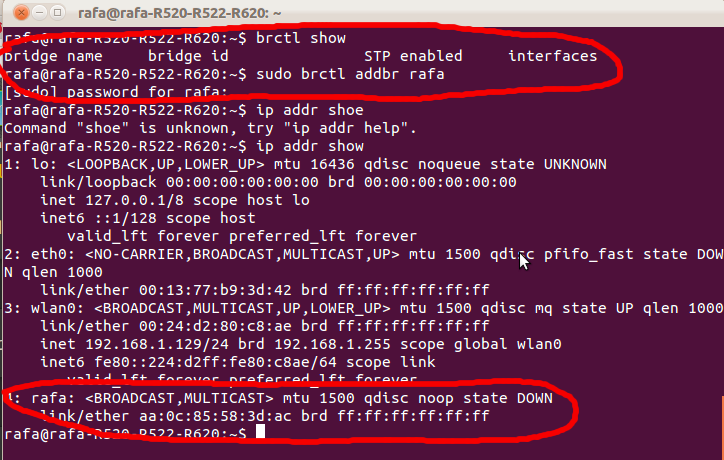 rafa@rafa-R520-R522-R620: ~
rafa@rafa-R520-R522-R620:~$ brctl show
bridge name     bridge id               STP enabled     interfaces
rafa@rafa-R520-R522-R620:~$ sudo brctl addbr rafa
[sudo] password for rafa:
rafa@rafa-R520-R522-R620:~$ ip addr shoe
Command "shoe" is unknown, try "ip addr help".
rafa@rafa-R520-R522-R620:~$ ip addr show
1: lo: <LOOPBACK,UP,LOWER_UP> mtu 16436 qdisc noqueue state UNKNOWN
    link/loopback 00:00:00:00:00:00 brd 00:00:00:00:00:00
    inet 127.0.0.1/8 scope host lo
    inet6 ::1/128 scope host
       valid_lft forever preferred_lft forever
2: eth0: <NO-CARRIER,BROADCAST,MULTICAST,UP> mtu 1500 qdisc pfifo_fast state DOW
N qlen 1000
    link/ether 00:13:77:b9:3d:42 brd ff:ff:ff:ff:ff:ff
3: wlan0: <BROADCAST,MULTICAST,UP,LOWER_UP> mtu 1500 qdisc mq state UP qlen 1000
    link/ether 00:24:d2:80:c8:ae brd ff:ff:ff:ff:ff:ff
    inet 192.168.1.129/24 brd 192.168.1.255 scope global wlan0
    inet6 fe80::224:d2ff:fe80:c8ae/64 scope link
       valid_lft forever preferred_lft forever
4: rafa: <BROADCAST,MULTICAST> mtu 1500 qdisc noop state DOWN
    link/ether aa:0c:85:58:3d:ac brd ff:ff:ff:ff:ff:ff
rafa@rafa-R520-R522-R620:~$